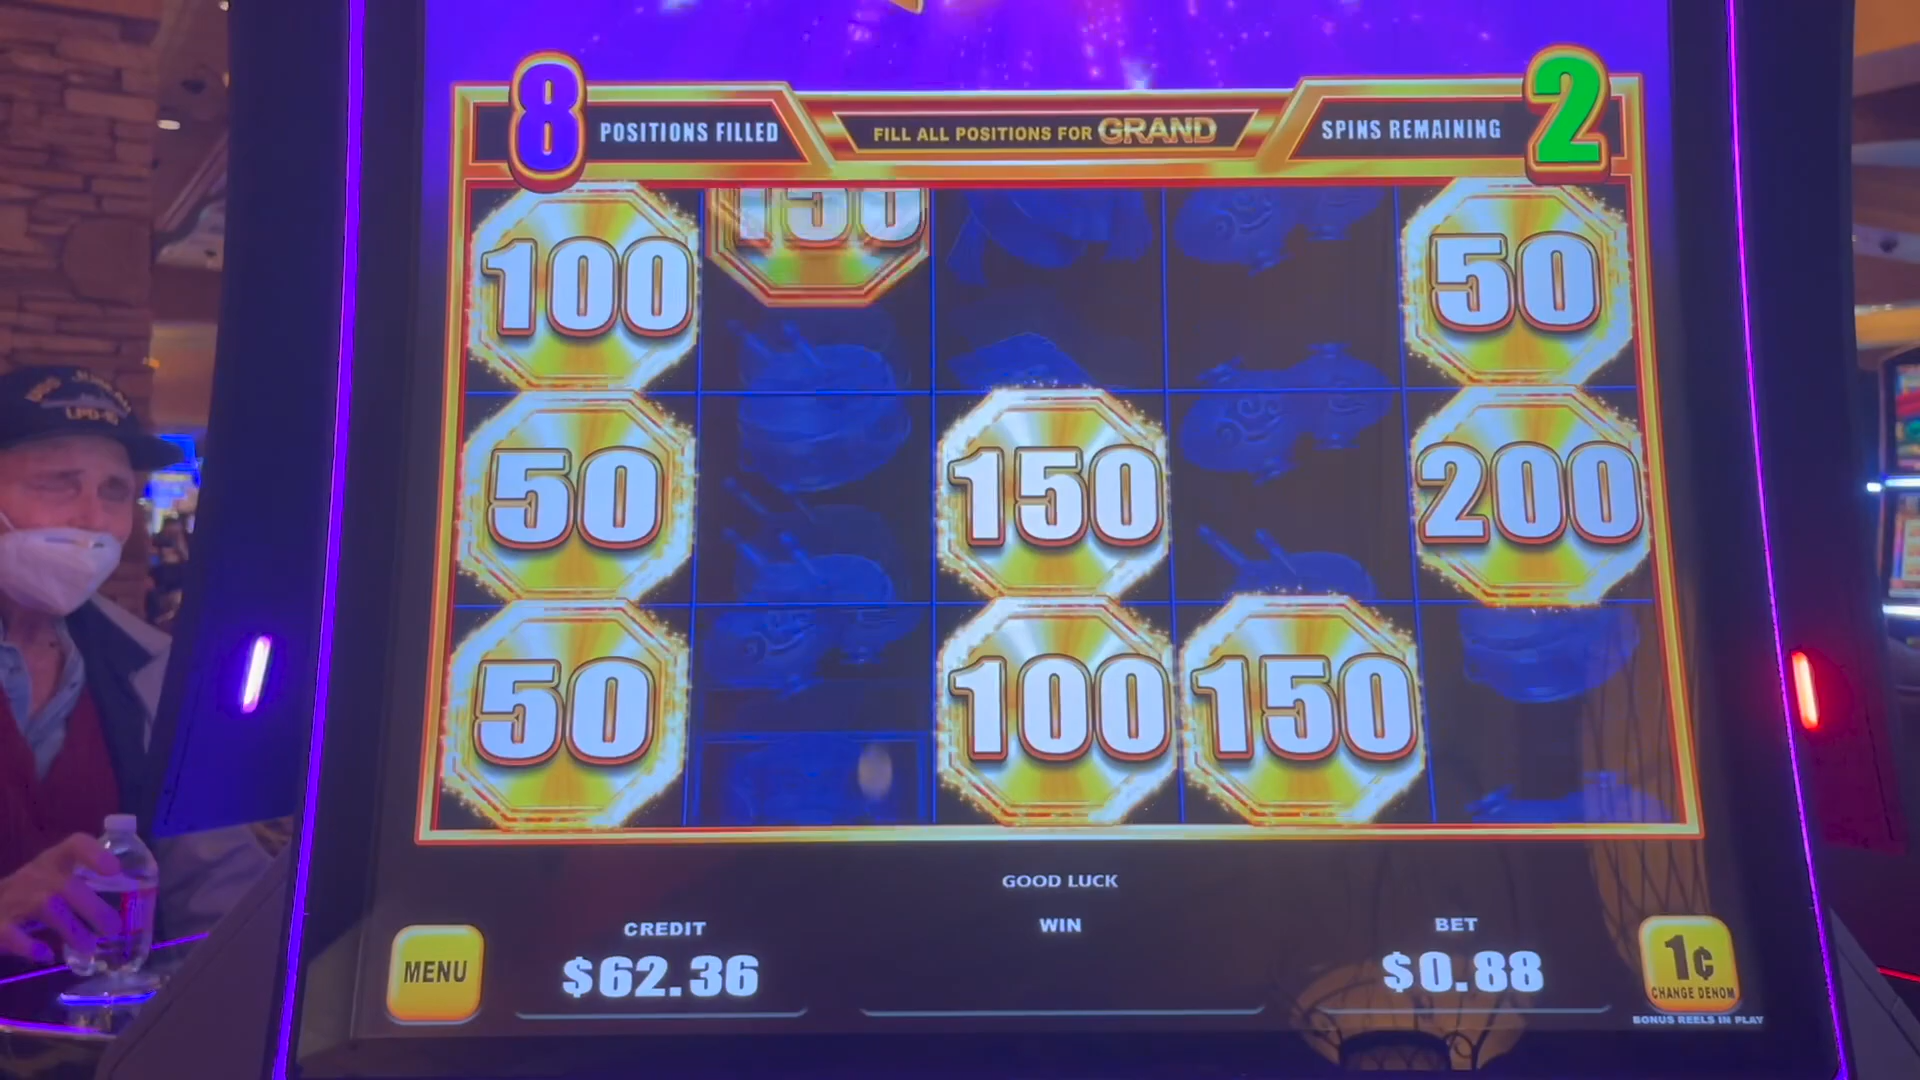 8 POSITIONS FILLED
FILL ALL POSITIONS FOR GRAND
SPINS REMAINING 2
100
150
50
50
150
200
50
100
150
GOOD LUCK
CREDIT
WIN
BET
MENU
$62.36
$0.88
1¢
CHANGE DENOM
BONUS REELS IN PLAY